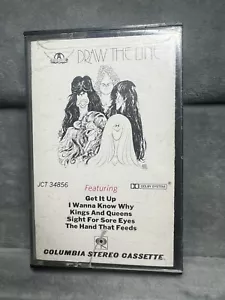 DRAW THE LINE
JCT 34856
Featuring
DOLBY SYSTEM
Get It Up
I Wanna Know Why
Kings And Queens
Sight For Sore Eyes
The Hand That Feeds
COLUMBIA STEREO CASSETTE